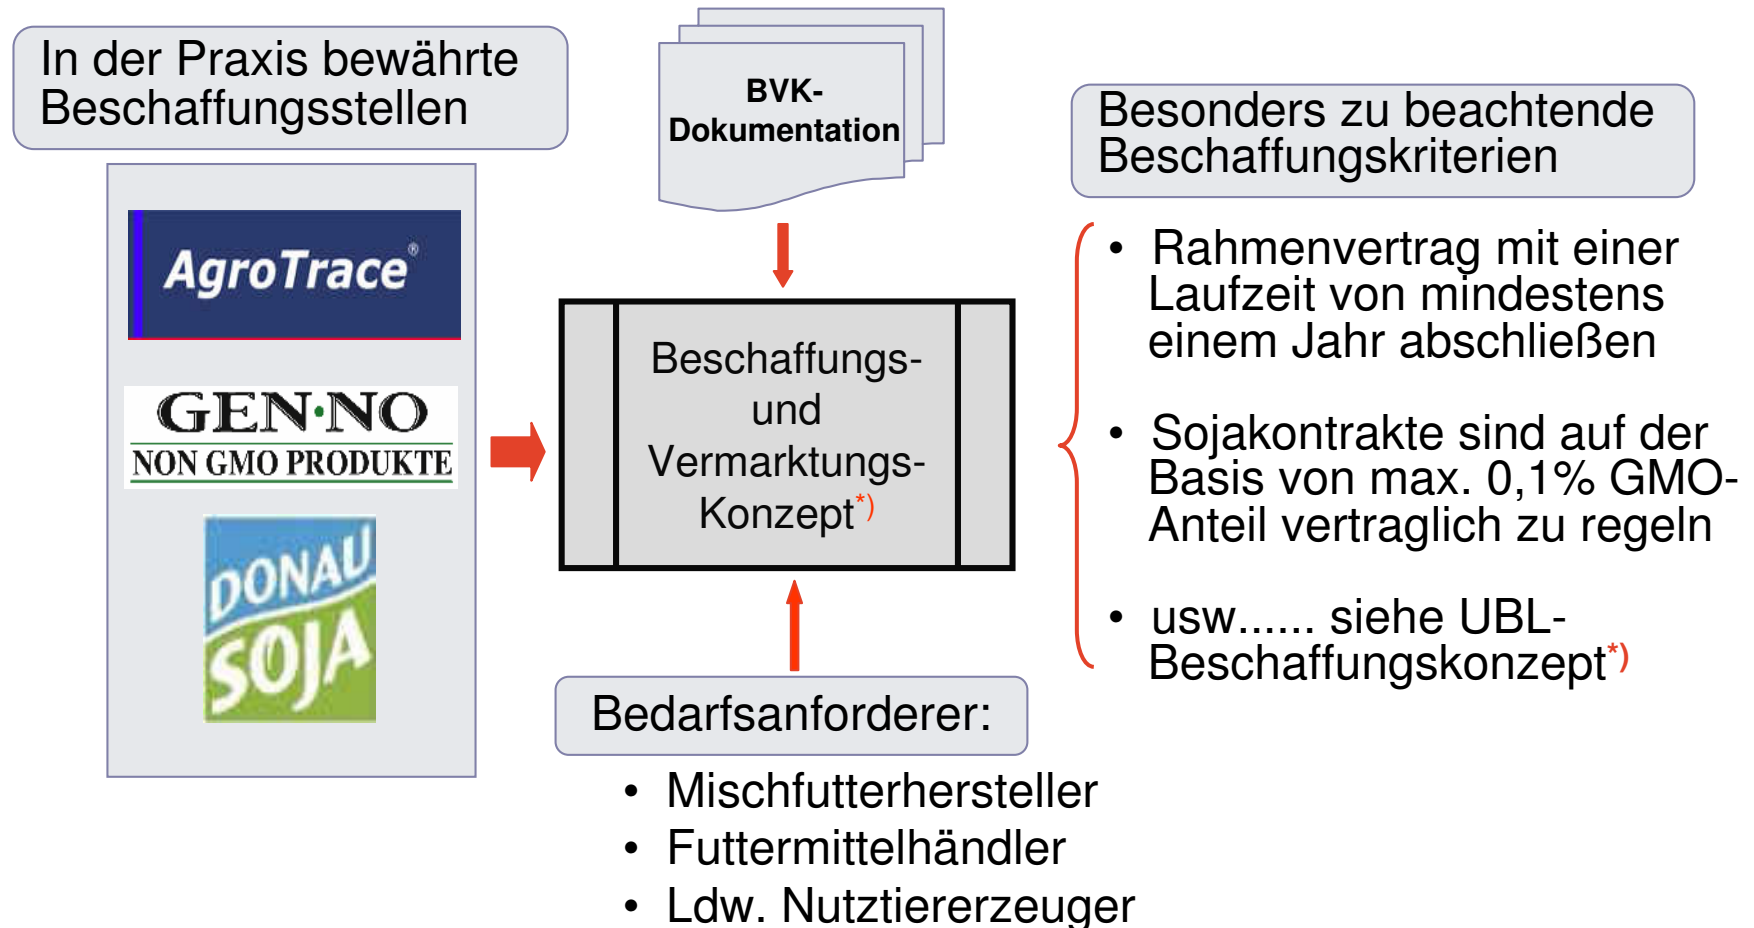 In der Praxis bewährte
Beschaffungsstellen
AgroTrace®
GEN·NO
NON GMO PRODUKTE
DONAU
SOJA
BVK-
Dokumentation
Beschaffungs-
und
Vermarktungs-
Konzept*)
Bedarfsanforderer:
• Mischfutterhersteller
• Futtermittelhändler
• Ldw. Nutztiererzeuger
Besonders zu beachtende
Beschaffungskriterien
• Rahmenvertrag mit einer
Laufzeit von mindestens
einem Jahr abschließen
• Sojakontrakte sind auf der
Basis von max. 0,1% GMO-
Anteil vertraglich zu regeln
• usw...... siehe UBL-
Beschaffungskonzept*)